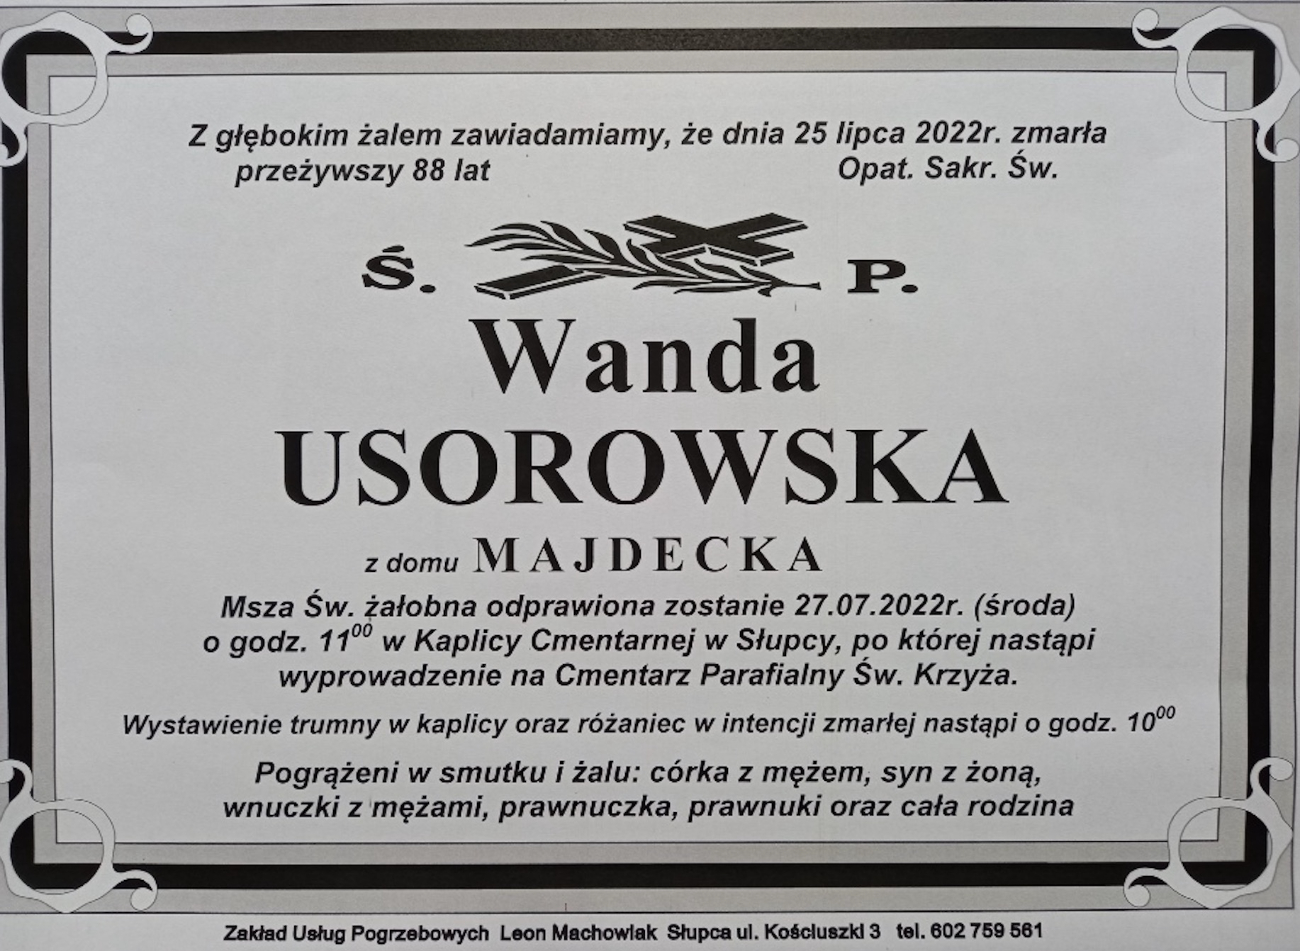 Z głębokim żalem zawiadamiamy, że dnia 25 lipca 2022r. zmarła
przeżywszy 88 lat Opat. Sakr. Św.
Ś. P.
Wanda
USOROWSKA
z domu MAJDECKA
Msza Św. żałobna odprawiona zostanie 27.07.2022r. (środa)
o godz. 11⁰⁰ w Kaplicy Cmentarnej w Słupcy, po której nastąpi
wyprowadzenie na Cmentarz Parafialny Św. Krzyża.
Wystawienie trumny w kaplicy oraz różaniec w intencji zmarłej nastąpi o godz. 10⁰⁰
Pogrążeni w smutku i żalu: córka z mężem, syn z żoną,
wnuczki z mężami, prawnuczka, prawnuki oraz cała rodzina
Zakład Usług Pogrzebowych Leon Machowiak Słupca ul. Kościuszki 3 tel. 602 759 561